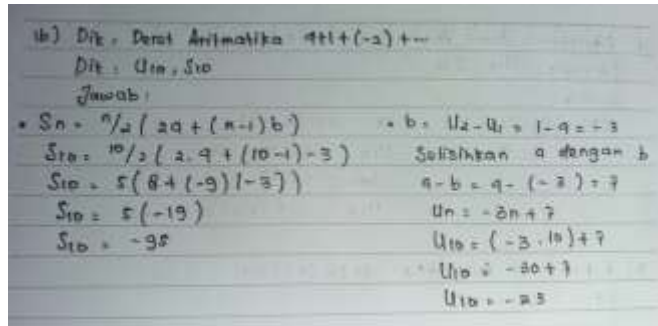 16) Dik : Deret Aritmatika 4+1+(-2)+...
Dit : U10, S10
Jawab :
• Sn = n/2 ( 2a + (n-1) b )
S10 = 10/2 ( 2.4 + (10-1) -3 )
S10 = 5 ( 8 + (-9) (-3) )
S10 = 5 (-19)
S10 = -95
• b = U2 - U1 = 1-4 = -3
Selisihkan a dengan b
4 - b = 4 - (-3) = 7
Un = -3n + 7
U10 = (-3 . 10) + 7
U10 = -30 + 7
U10 = -23